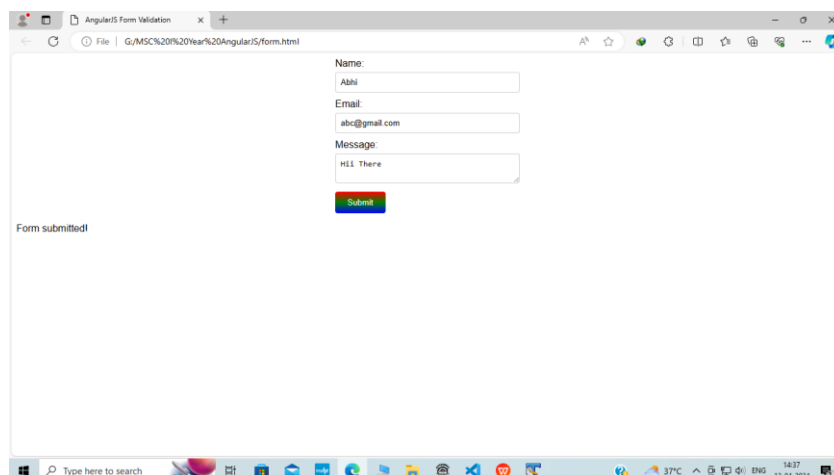 AngularJS Form Validation
File G:/MSC%20I%20Year%20AngularJS/form.html
Name:
Abhi
Email:
abc@gmail.com
Message:
Hii There
Submit
Form submitted!
Type here to search
37°C
ENG
14:37